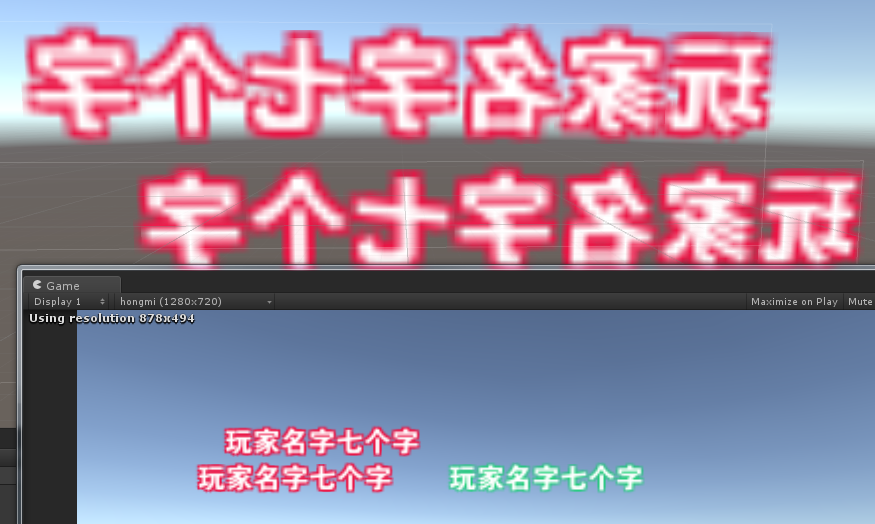 玩家名字七个字
玩家名字七个字
Game
Display 1 hongmi (1280x720) Maximize on Play Mute
Using resolution 878x494
玩家名字七个字
玩家名字七个字 玩家名字七个字